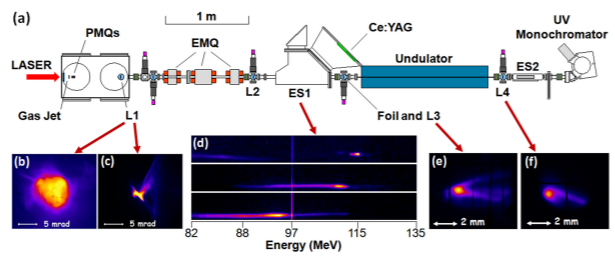 (a)
1 m
PMQs
EMQ
Ce:YAG
UV
Monochromator
LASER
Undulator
ES2
Gas Jet
L1
L2
ES1
Foil and L3
L4
(b)
(c)
(d)
(e)
(f)
5 mrad
5 mrad
2 mm
2 mm
82 88 97 115 135
Energy (MeV)